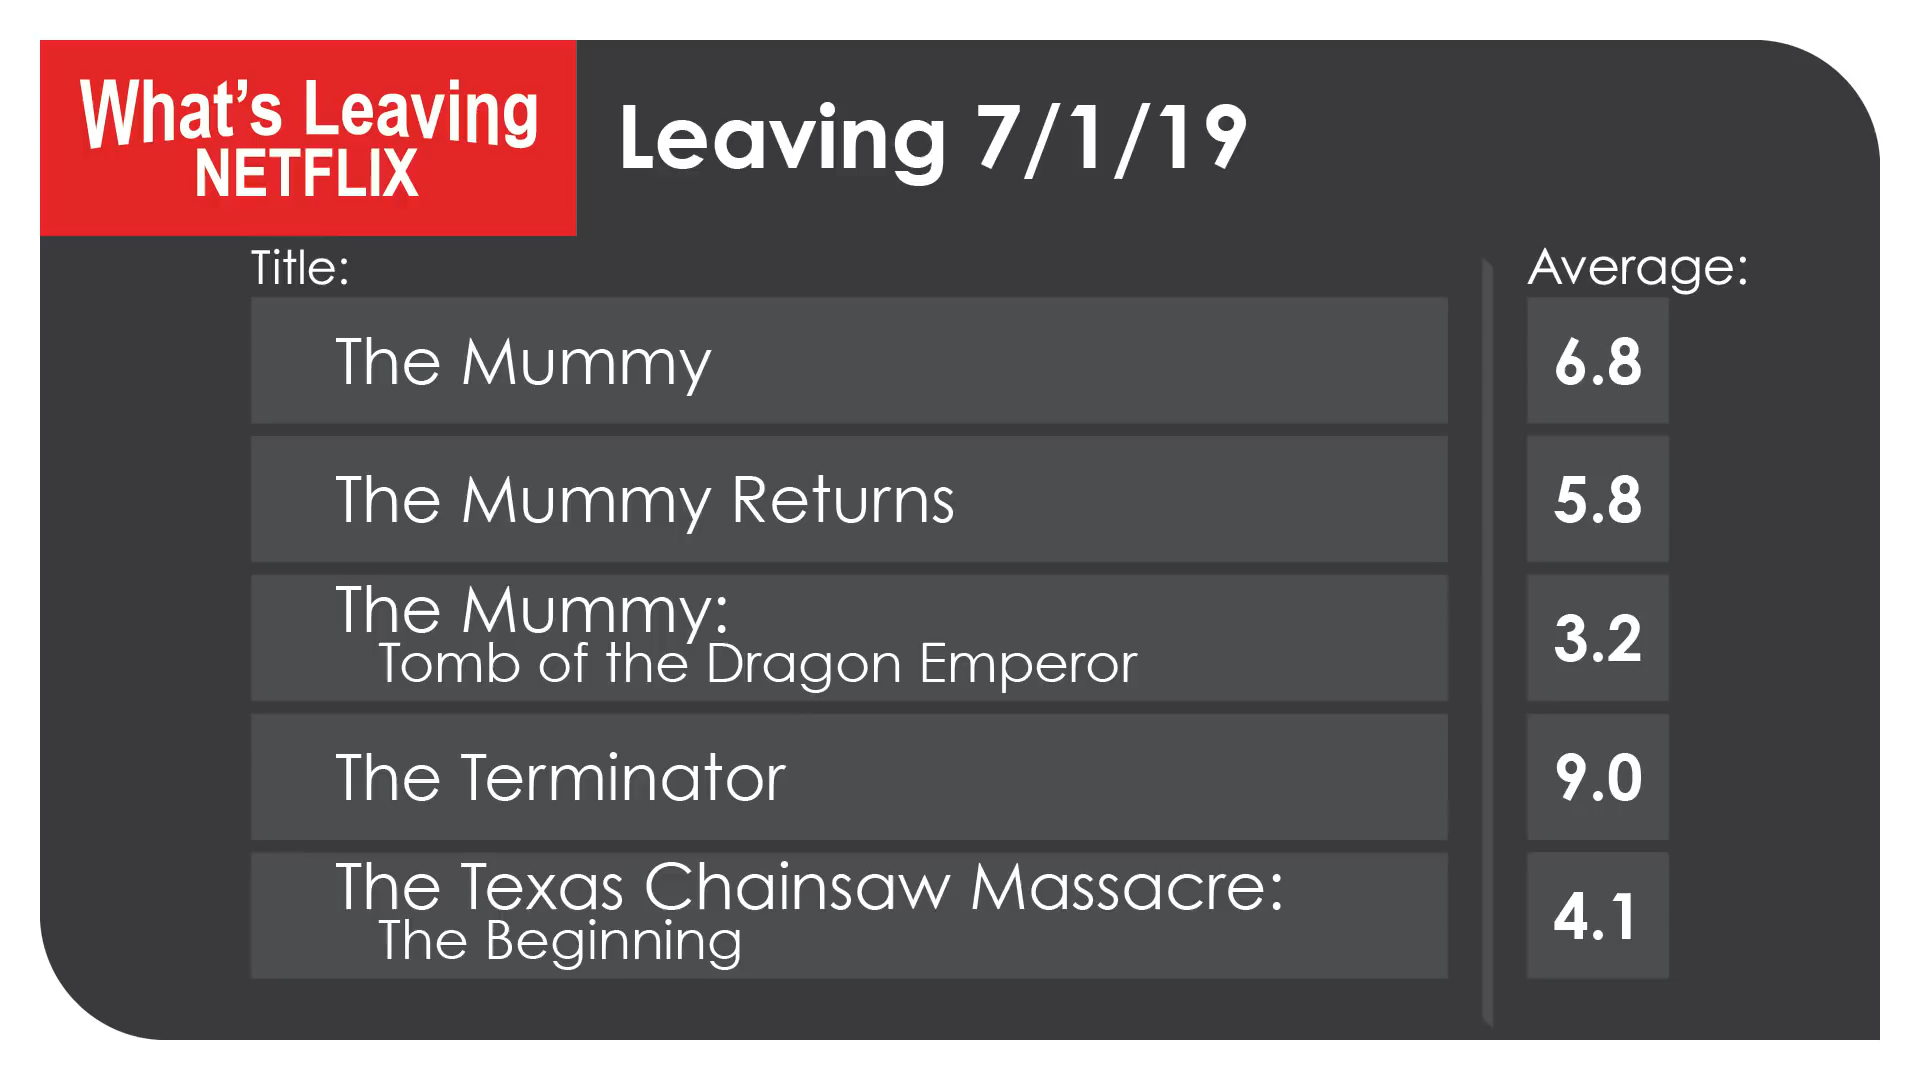 What's Leaving
NETFLIX
Leaving 7/1/19
Title:
Average:
The Mummy
6.8
The Mummy Returns
5.8
The Mummy:
Tomb of the Dragon Emperor
3.2
The Terminator
9.0
The Texas Chainsaw Massacre:
The Beginning
4.1